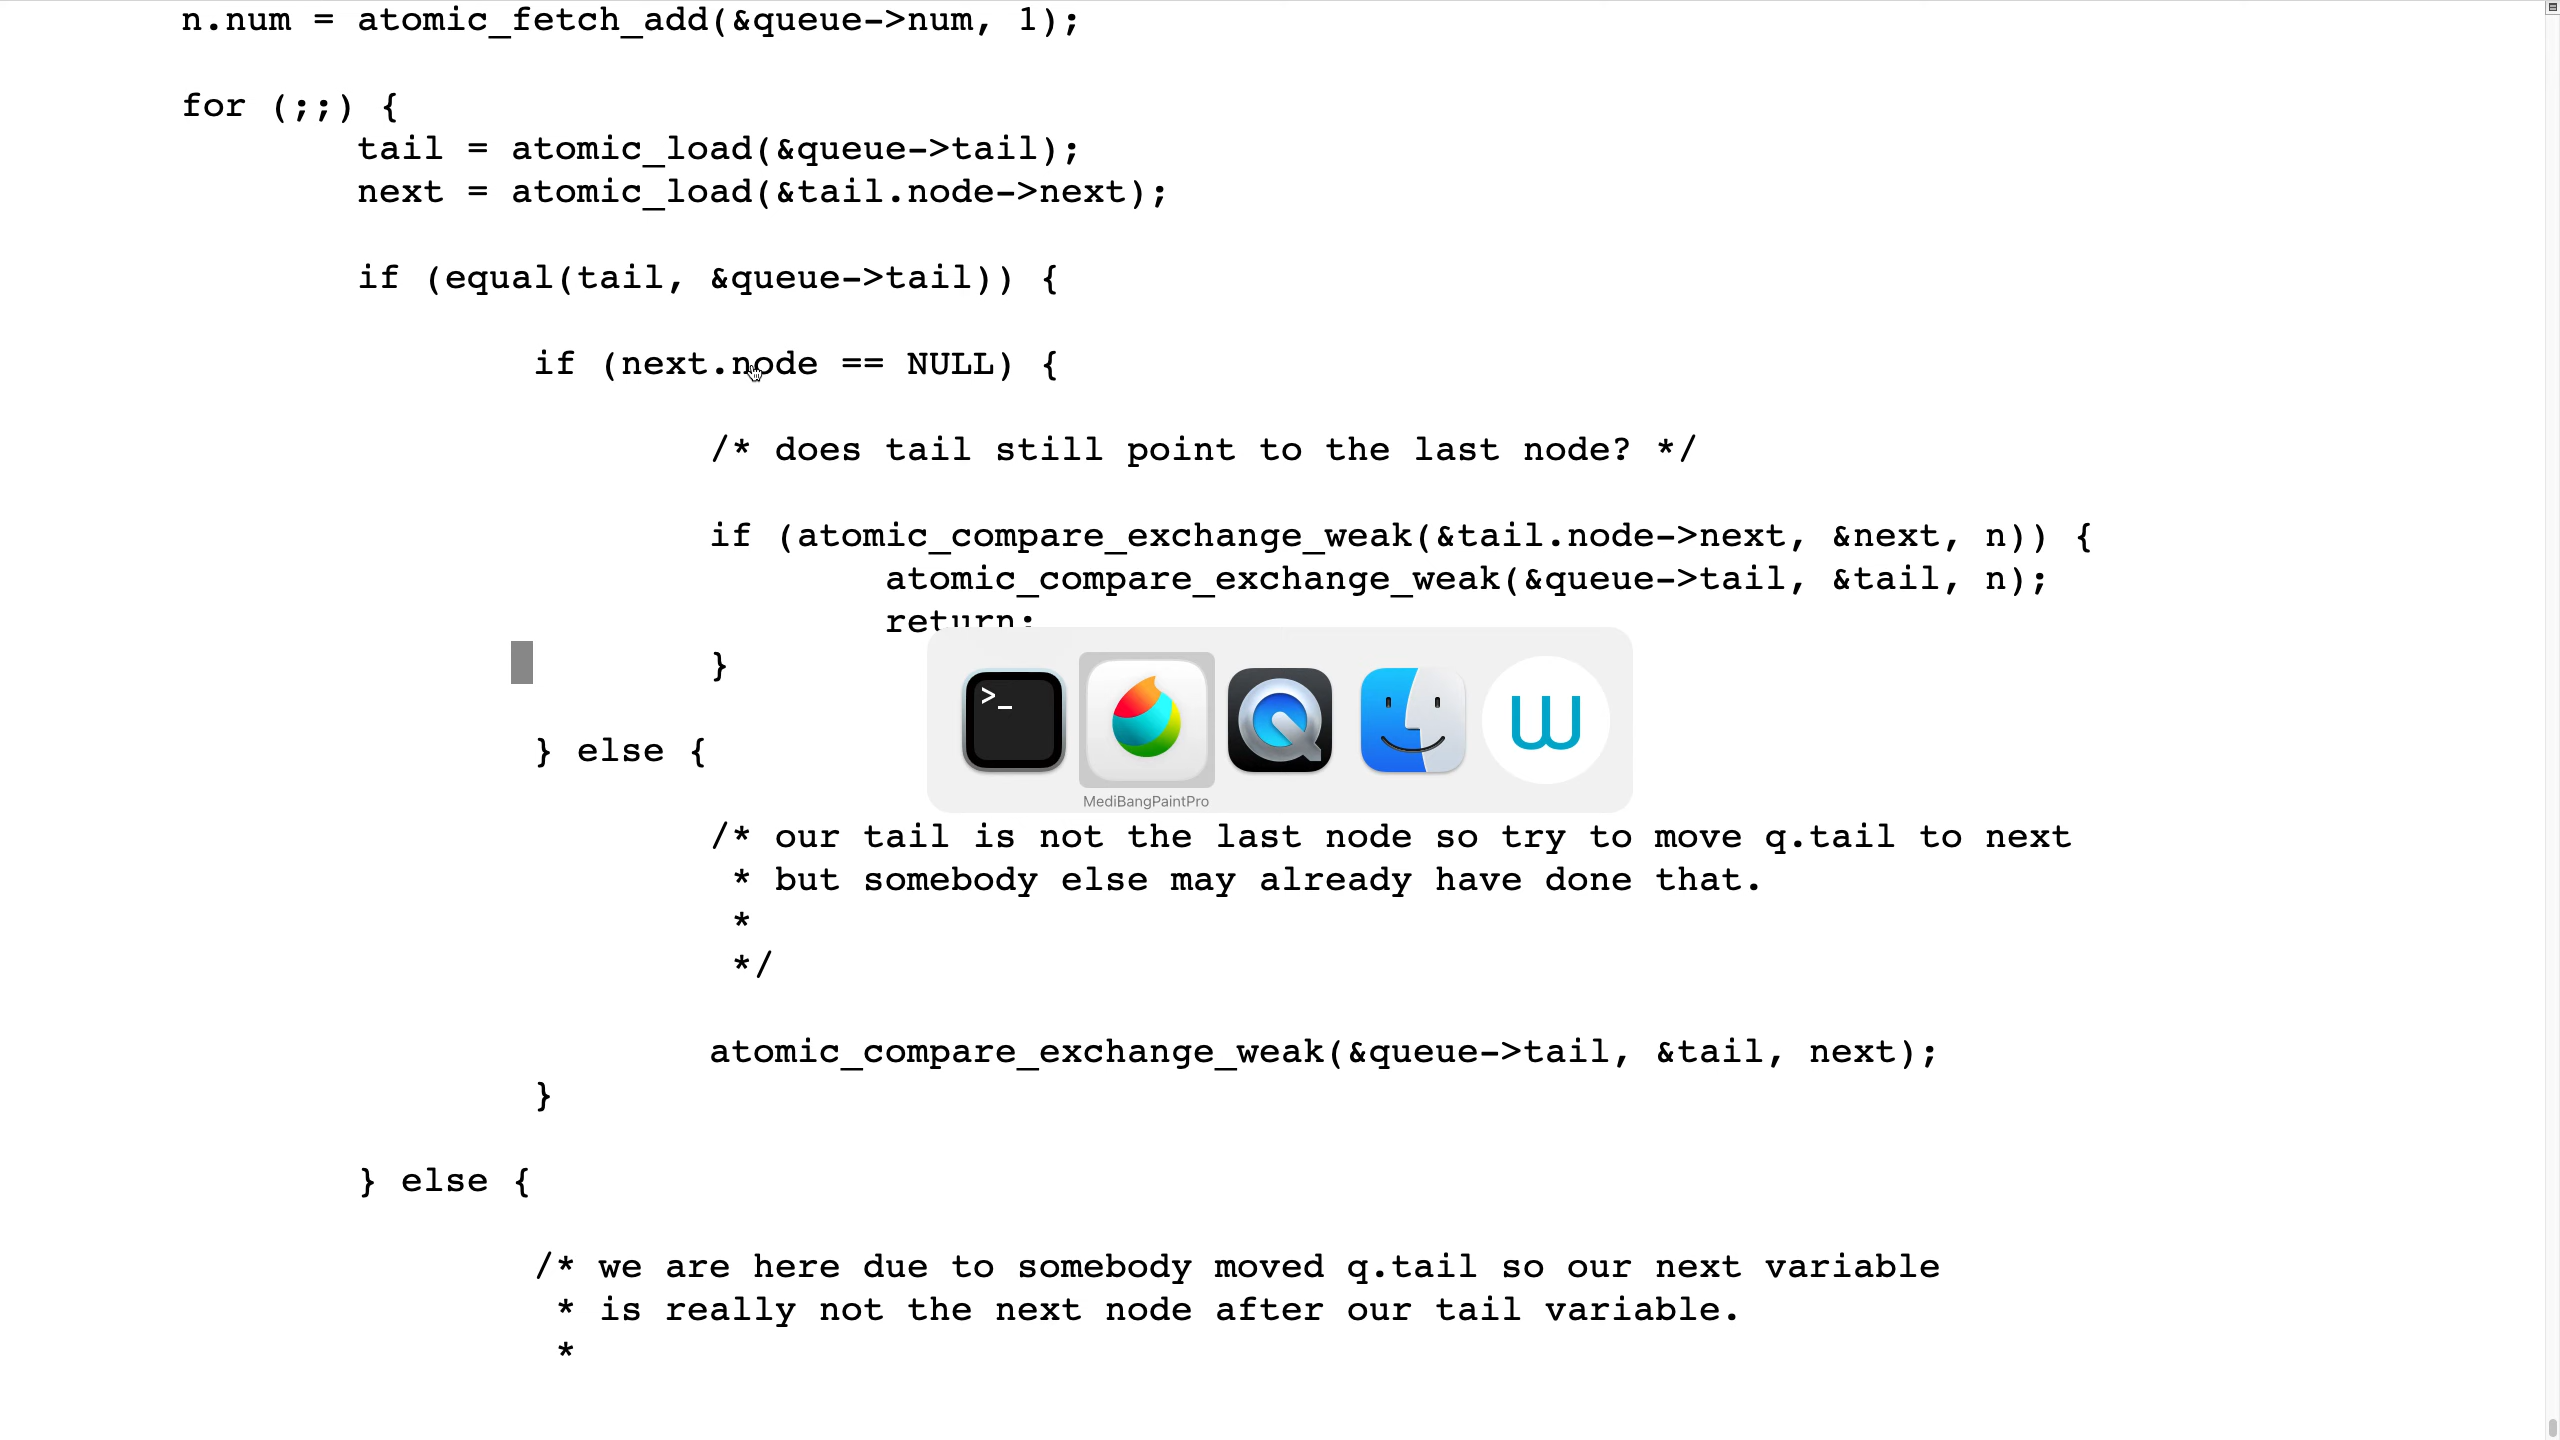 n.num = atomic_fetch_add(&queue->num, 1);
for (;;) {
tail = atomic_load(&queue->tail);
next = atomic_load(&tail.node->next);
if (equal(tail, &queue->tail)) {
if (next.node == NULL) {
/* does tail still point to the last node? */
if (atomic_compare_exchange_weak(&tail.node->next, &next, n)) {
atomic_compare_exchange_weak(&queue->tail, &tail, n);
return;
}
>_
W
MediBangPaintPro
} else {
/* our tail is not the last node so try to move q.tail to next
* but somebody else may already have done that.
*
*/
atomic_compare_exchange_weak(&queue->tail, &tail, next);
}
} else {
/* we are here due to somebody moved q.tail so our next variable
* is really not the next node after our tail variable.
*